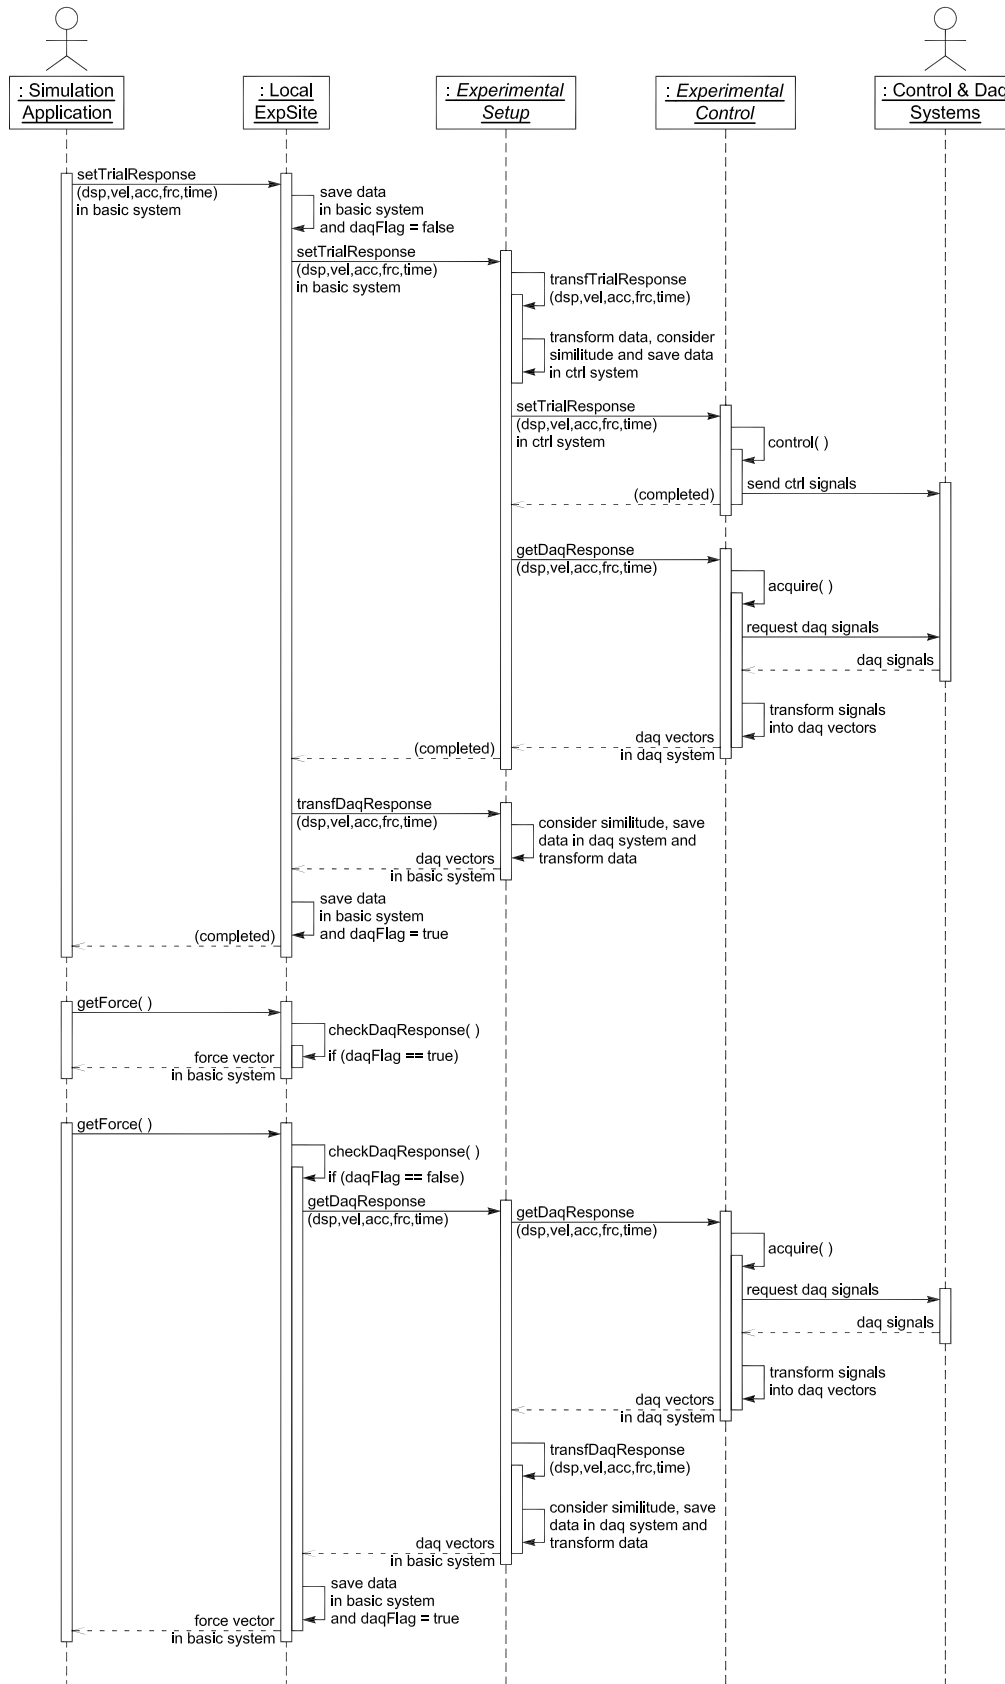 : Simulation
Application
: Local
ExpSite
: Experimental
Setup
: Experimental
Control
: Control & Daq
Systems
setTrialResponse
(dsp,vel,acc,frc,time)
in basic system
save data
in basic system
and daqFlag = false
setTrialResponse
(dsp,vel,acc,frc,time)
in basic system
transfTrialResponse
(dsp,vel,acc,frc,time)
transform data, consider
similitude and save data
in ctrl system
setTrialResponse
(dsp,vel,acc,frc,time)
in ctrl system
control( )
send ctrl signals
(completed)
getDaqResponse
(dsp,vel,acc,frc,time)
acquire( )
request daq signals
daq signals
transform signals
into daq vectors
daq vectors
in daq system
(completed)
transfDaqResponse
(dsp,vel,acc,frc,time)
consider similitude, save
data in daq system and
transform data
daq vectors
in basic system
save data
in basic system
and daqFlag = true
(completed)
getForce( )
checkDaqResponse( )
if (daqFlag == true)
force vector
in basic system
getForce( )
checkDaqResponse( )
if (daqFlag == false)
getDaqResponse
(dsp,vel,acc,frc,time)
getDaqResponse
(dsp,vel,acc,frc,time)
acquire( )
request daq signals
daq signals
transform signals
into daq vectors
daq vectors
in daq system
transfDaqResponse
(dsp,vel,acc,frc,time)
consider similitude, save
data in daq system and
transform data
daq vectors
in basic system
save data
in basic system
and daqFlag = true
force vector
in basic system